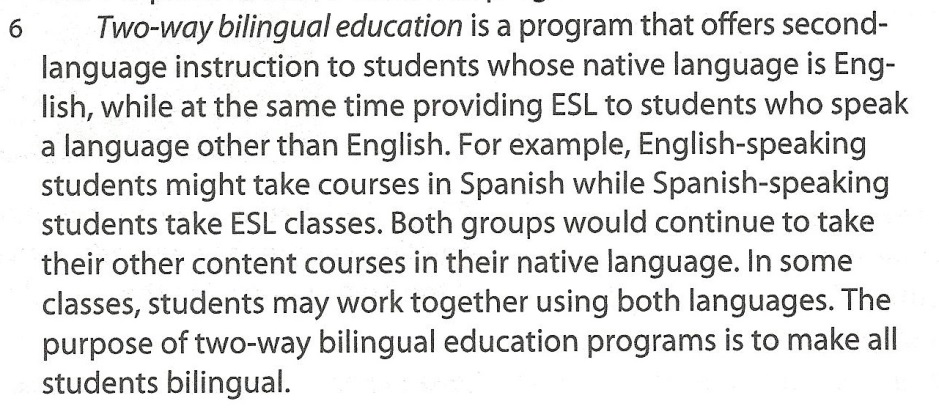 6 Two-way bilingual education is a program that offers second-
language instruction to students whose native language is Eng-
lish, while at the same time providing ESL to students who speak
a language other than English. For example, English-speaking
students might take courses in Spanish while Spanish-speaking
students take ESL classes. Both groups would continue to take
their other content courses in their native language. In some
classes, students may work together using both languages. The
purpose of two-way bilingual education programs is to make all
students bilingual.